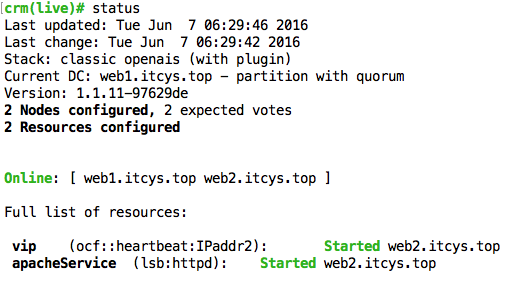 crm(live)# status
Last updated: Tue Jun  7 06:29:46 2016
Last change: Tue Jun  7 06:29:42 2016
Stack: classic openais (with plugin)
Current DC: web1.itcys.top - partition with quorum
Version: 1.1.11-97629de
2 Nodes configured, 2 expected votes
2 Resources configured
Online: [ web1.itcys.top web2.itcys.top ]
Full list of resources:
vip    (ocf::heartbeat:IPaddr2):       Started web2.itcys.top
apacheService  (lsb:httpd):    Started web2.itcys.top